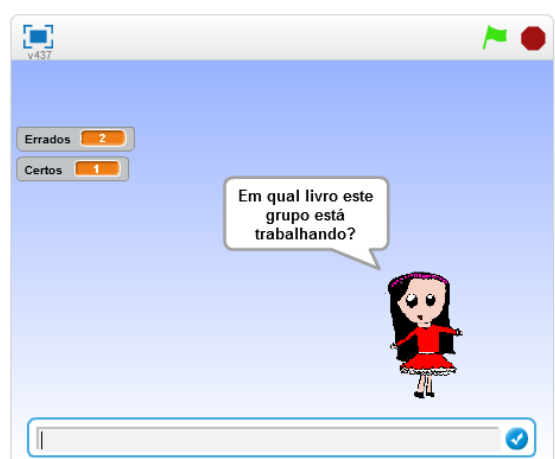 v437
Errados 2
Certos 1
Em qual livro este
grupo está
trabalhando?